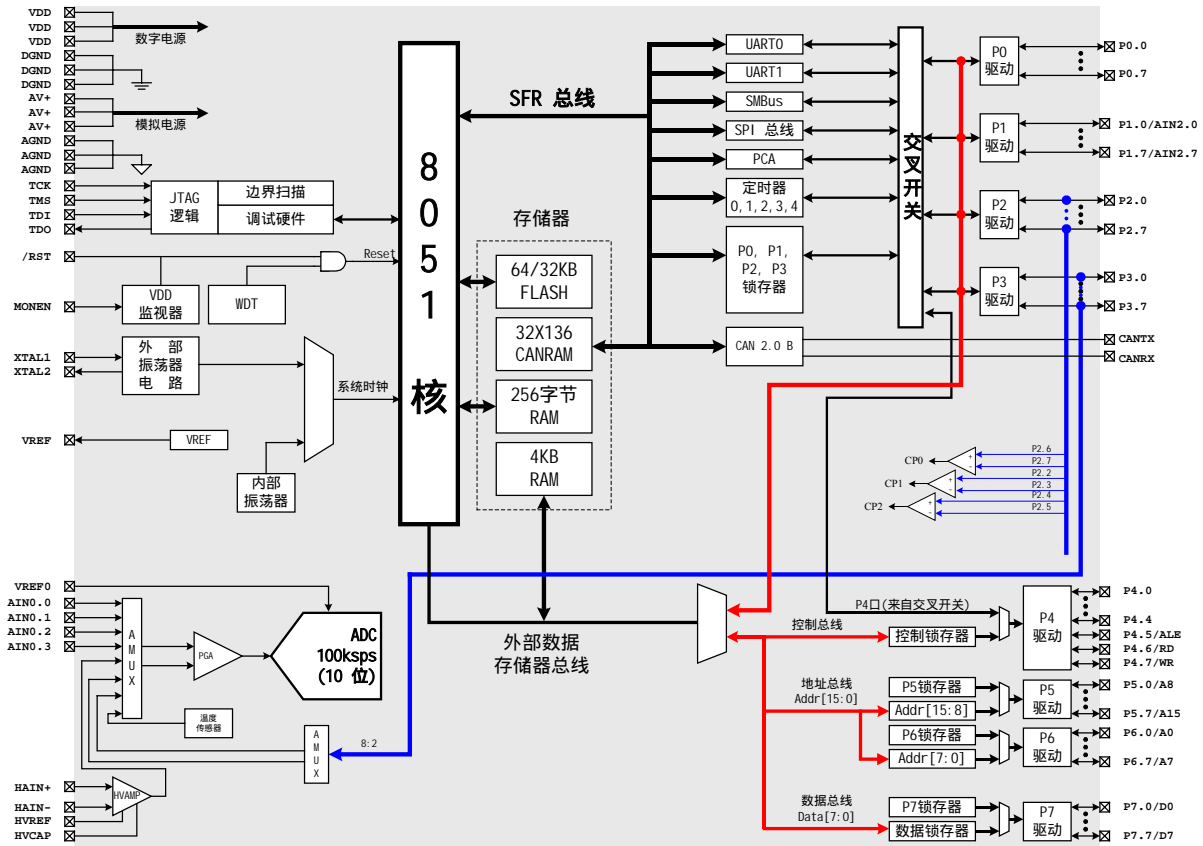 VDD
VDD
VDD
数字电源
DGND
DGND
DGND
AV+
AV+
AV+
模拟电源
AGND
AGND
AGND
TCK
TMS
TDI
TDO
JTAG
逻辑
边界扫描
调试硬件
/RST
Reset
MONEN
VDD
监视器
WDT
XTAL1
XTAL2
外 部
振荡器
电 路
系统时钟
VREF
VREF
内部
振荡器
8
0
5
1
核
SFR 总线
存储器
64/32KB
FLASH
32X136
CANRAM
256字节
RAM
4KB
RAM
外部数据
存储器总线
UART0
UART1
SMBus
SPI 总线
PCA
定时器
0,1,2,3,4
P0, P1,
P2, P3
锁存器
CAN 2.0 B
交
叉
开
关
P0
驱动
P1
驱动
P2
驱动
P3
驱动
P0.0
P0.7
P1.0/AIN2.0
P1.7/AIN2.7
P2.0
P2.7
P3.0
P3.7
CANTX
CANRX
CP0
+
-
P2.6
P2.7
CP1
+
-
P2.2
P2.3
CP2
+
-
P2.4
P2.5
VREF0
AIN0.0
AIN0.1
AIN0.2
AIN0.3
A
M
U
X
PGA
ADC
100ksps
(10 位)
温度
传感器
A
M
U
X
8:2
HAIN+
HAIN-
HVREF
HVCAP
HVAMP
P4口(来自交叉开关)
控制总线
控制锁存器
P4
驱动
P4.0
P4.4
P4.5/ALE
P4.6/RD
P4.7/WR
地址总线
Addr[15:0]
P5锁存器
Addr[15:8]
P5
驱动
P5.0/A8
P5.7/A15
P6锁存器
Addr[7:0]
P6
驱动
P6.0/A0
P6.7/A7
数据总线
Data[7:0]
P7锁存器
数据锁存器
P7
驱动
P7.0/D0
P7.7/D7